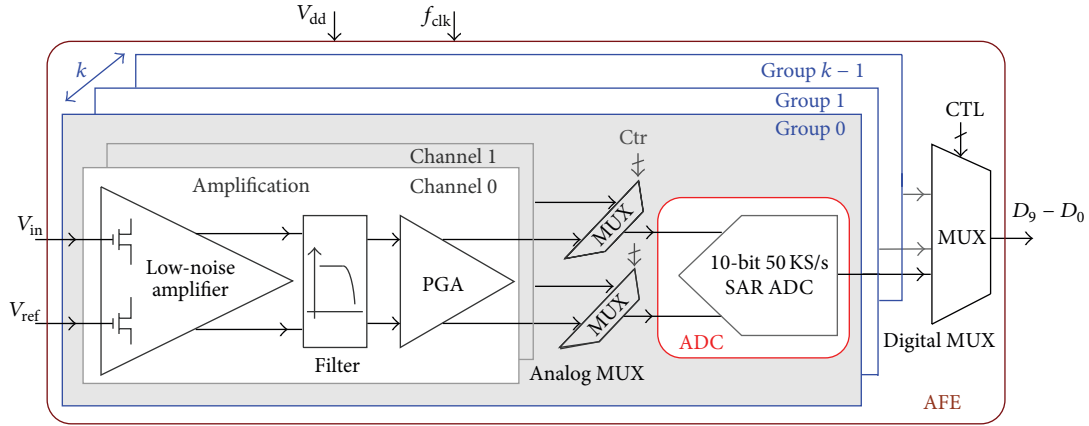 V_dd
f_clk
k
Group k − 1
Group 1
Group 0
CTL
Ctr
Channel 1
Amplification
Channel 0
V_in
MUX
D_9 − D_0
MUX
Low-noise
amplifier
PGA
10-bit 50 KS/s
SAR ADC
V_ref
MUX
ADC
Digital MUX
Filter
Analog MUX
AFE